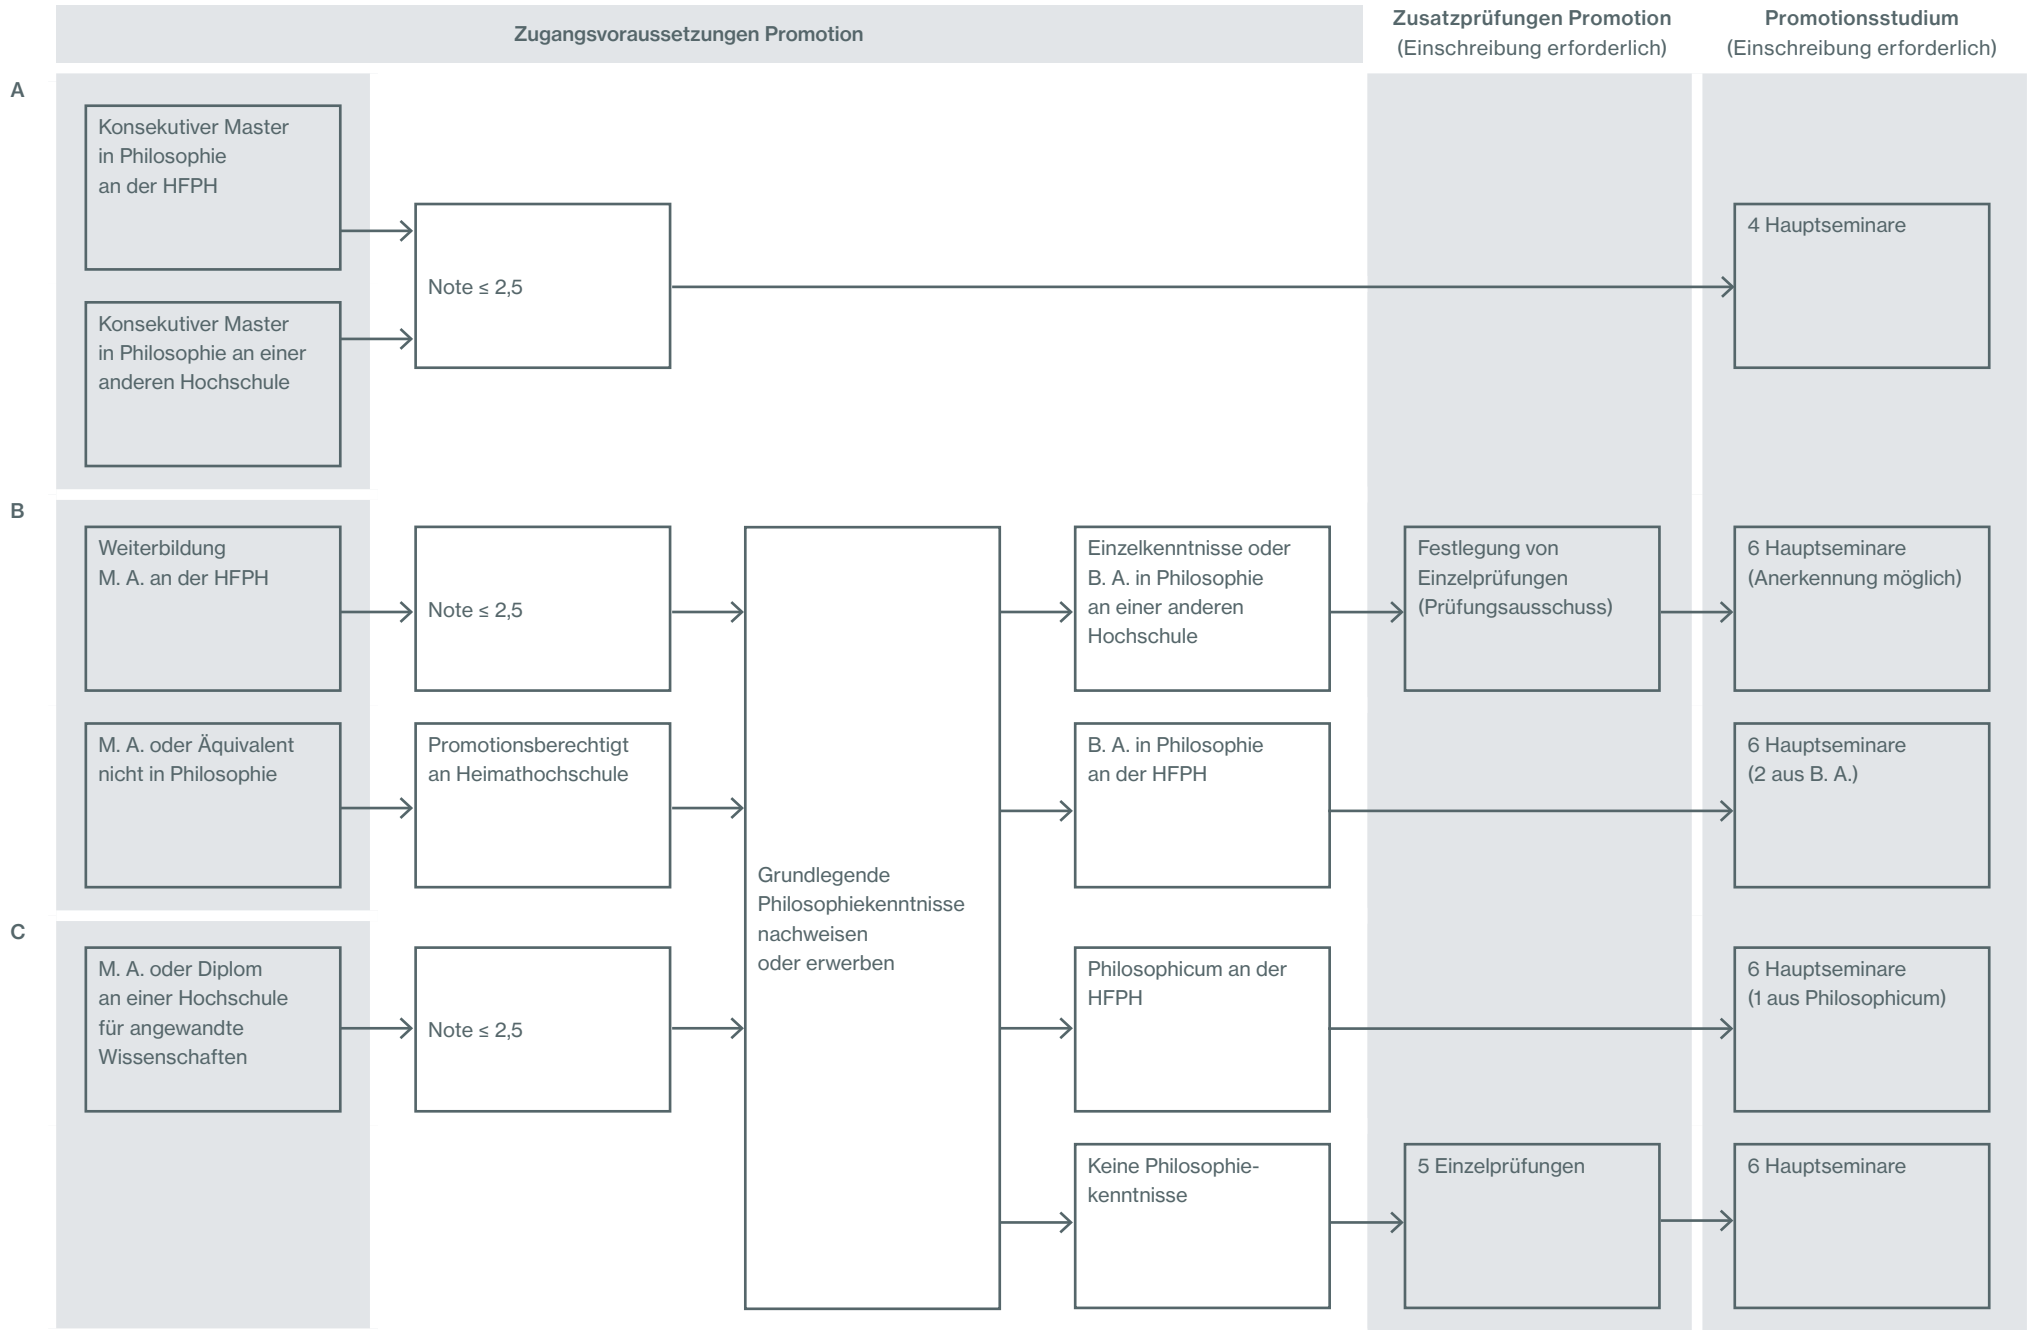 Zugangsvoraussetzungen Promotion
Zusatzprüfungen Promotion
(Einschreibung erforderlich)
Promotionsstudium
(Einschreibung erforderlich)
A
Konsekutiver Master
in Philosophie
an der HFPH
Konsekutiver Master
in Philosophie an einer
anderen Hochschule
Note ≤ 2,5
4 Hauptseminare
B
Weiterbildung
M. A. an der HFPH
Note ≤ 2,5
M. A. oder Äquivalent
nicht in Philosophie
Promotionsberechtigt
an Heimathochschule
Grundlegende
Philosophiekenntnisse
nachweisen
oder erwerben
Einzelkenntnisse oder
B. A. in Philosophie
an einer anderen
Hochschule
Festlegung von
Einzelprüfungen
(Prüfungsausschuss)
6 Hauptseminare
(Anerkennung möglich)
B. A. in Philosophie
an der HFPH
6 Hauptseminare
(2 aus B. A.)
C
M. A. oder Diplom
an einer Hochschule
für angewandte
Wissenschaften
Note ≤ 2,5
Philosophicum an der
HFPH
6 Hauptseminare
(1 aus Philosophicum)
Keine Philosophie-
kenntnisse
5 Einzelprüfungen
6 Hauptseminare